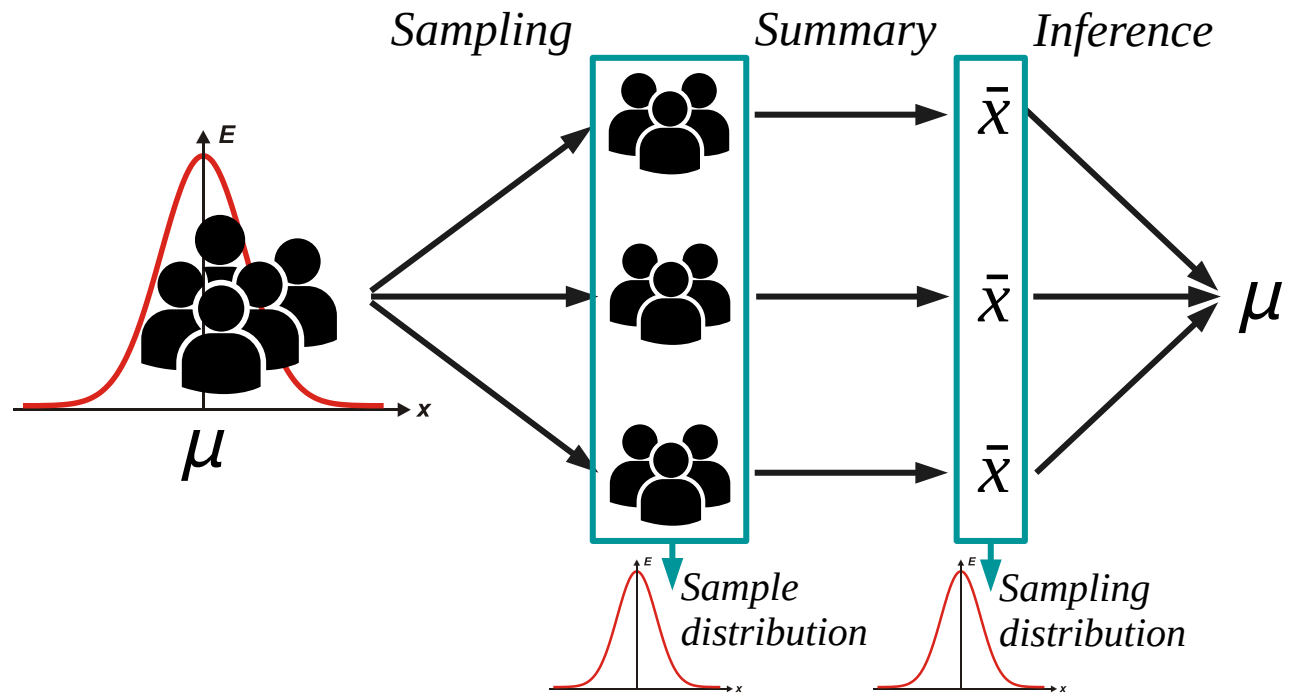 Sampling
Summary
Inference
E
x
μ
x̄
x̄
x̄
μ
E
x
Sample
distribution
E
x
Sampling
distribution